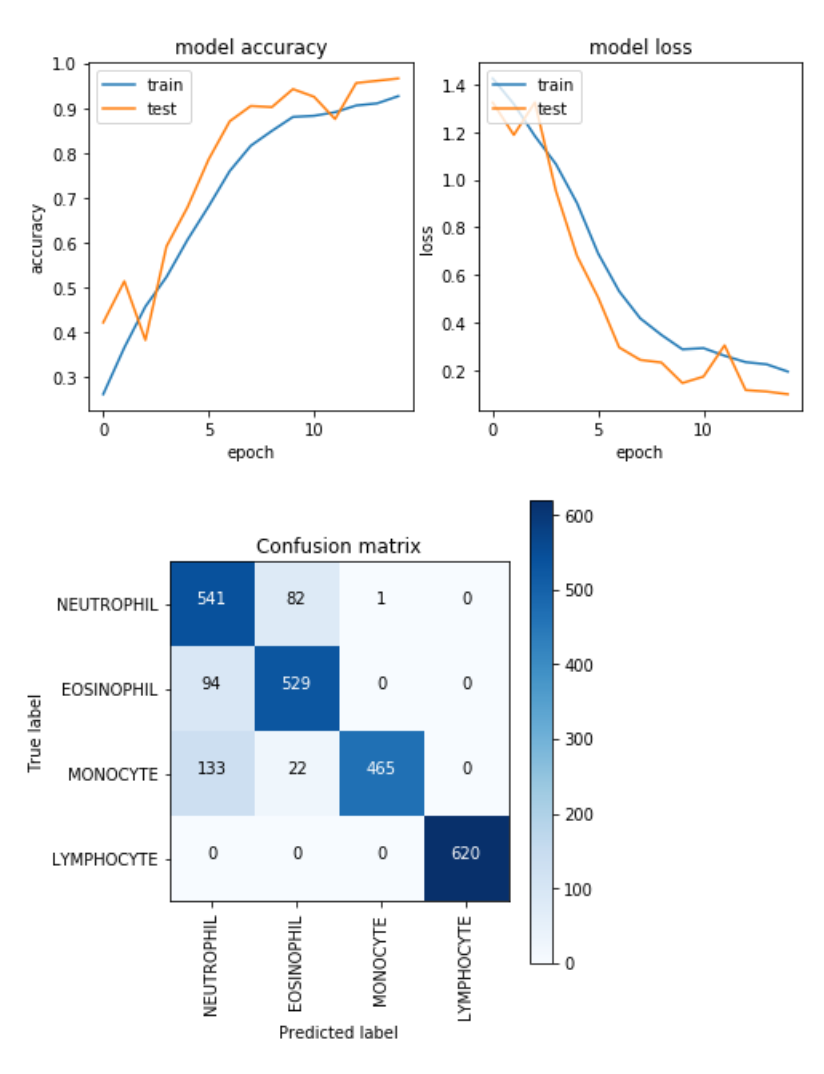 model accuracy
train
test
1.0
0.9
0.8
0.7
0.6
0.5
0.4
0.3
accuracy
0
5
10
epoch
model loss
train
test
1.4
1.2
1.0
0.8
0.6
0.4
0.2
loss
0
5
10
epoch
Confusion matrix
True label
NEUTROPHIL 541 82 1 0
EOSINOPHIL 94 529 0 0
MONOCYTE 133 22 465 0
LYMPHOCYTE 0 0 0 620
NEUTROPHIL
EOSINOPHIL
MONOCYTE
LYMPHOCYTE
Predicted label
600
500
400
300
200
100
0